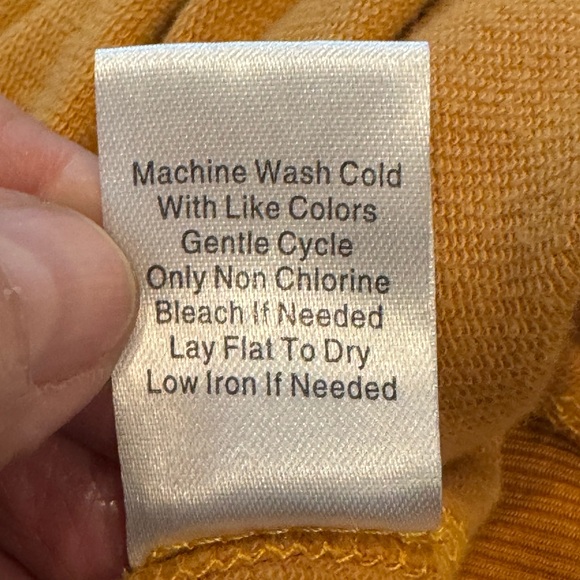 Machine Wash Cold
With Like Colors
Gentle Cycle
Only Non Chlorine
Bleach If Needed
Lay Flat To Dry
Low Iron If Needed